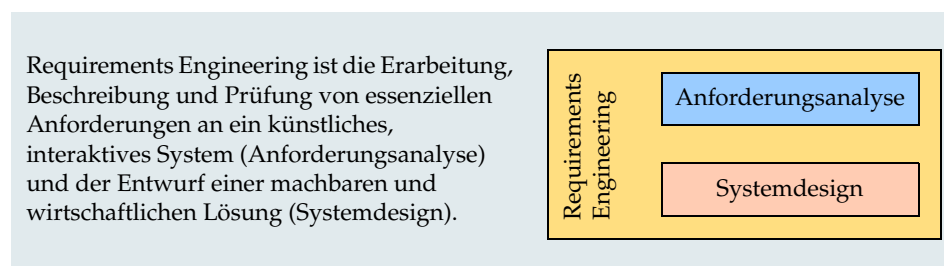 Requirements Engineering ist die Erarbeitung,
Beschreibung und Prüfung von essenziellen
Anforderungen an ein künstliches,
interaktives System (Anforderungsanalyse)
und der Entwurf einer machbaren und
wirtschaftlichen Lösung (Systemdesign).
Requirements
Engineering
Anforderungsanalyse
Systemdesign